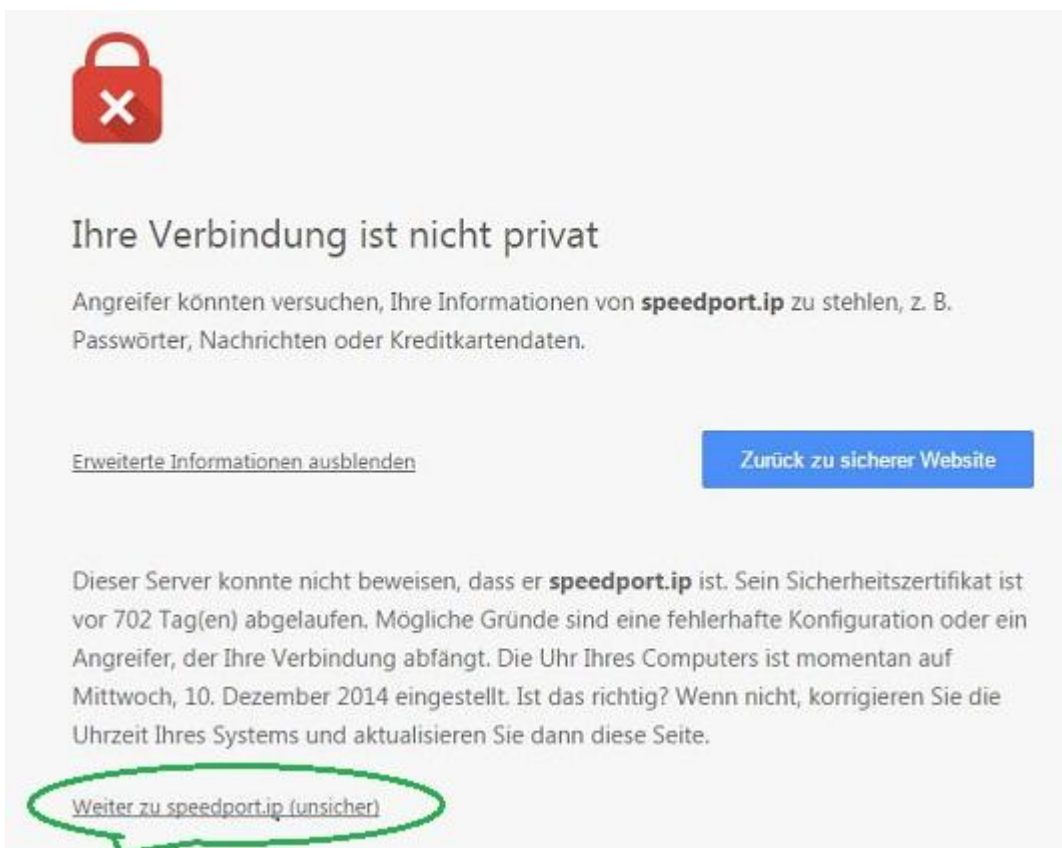 Ihre Verbindung ist nicht privat
Angreifer könnten versuchen, Ihre Informationen von speedport.ip zu stehlen, z. B.
Passwörter, Nachrichten oder Kreditkartendaten.
Erweiterte Informationen ausblenden
Zurück zu sicherer Website
Dieser Server konnte nicht beweisen, dass er speedport.ip ist. Sein Sicherheitszertifikat ist
vor 702 Tag(en) abgelaufen. Mögliche Gründe sind eine fehlerhafte Konfiguration oder ein
Angreifer, der Ihre Verbindung abfängt. Die Uhr Ihres Computers ist momentan auf
Mittwoch, 10. Dezember 2014 eingestellt. Ist das richtig? Wenn nicht, korrigieren Sie die
Uhrzeit Ihres Systems und aktualisieren Sie dann diese Seite.
Weiter zu speedport.ip (unsicher)